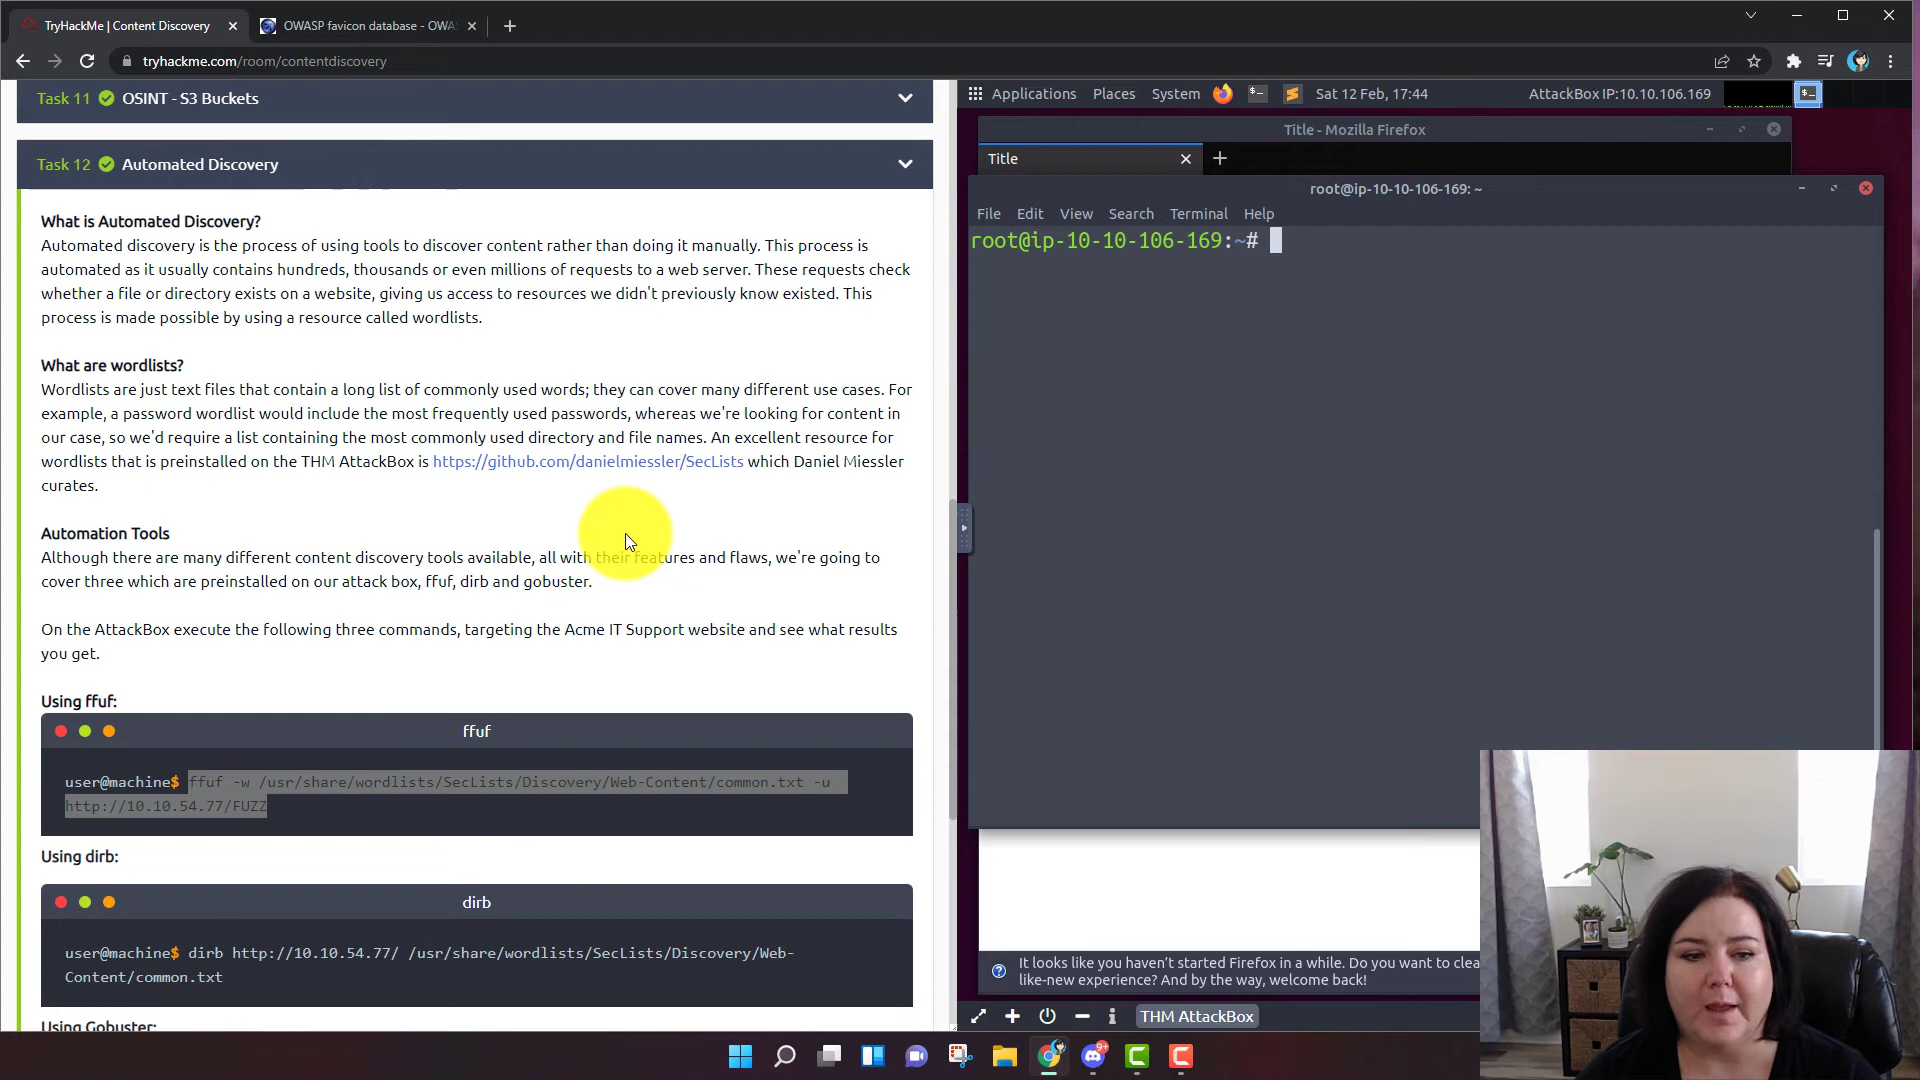 TryHackMe | Content Discovery
OWASP favicon database - OWA
tryhackme.com/room/contentdiscovery
Task 11 OSINT - S3 Buckets
Task 12 Automated Discovery
What is Automated Discovery?
Automated discovery is the process of using tools to discover content rather than doing it manually. This process is
automated as it usually contains hundreds, thousands or even millions of requests to a web server. These requests check
whether a file or directory exists on a website, giving us access to resources we didn't previously know existed. This
process is made possible by using a resource called wordlists.
What are wordlists?
Wordlists are just text files that contain a long list of commonly used words; they can cover many different use cases. For
example, a password wordlist would include the most frequently used passwords, whereas we're looking for content in
our case, so we'd require a list containing the most commonly used directory and file names. An excellent resource for
wordlists that is preinstalled on the THM AttackBox is https://github.com/danielmiessler/SecLists which Daniel Miessler
curates.
Automation Tools
Although there are many different content discovery tools available, all with their features and flaws, we're going to
cover three which are preinstalled on our attack box, ffuf, dirb and gobuster.
On the AttackBox execute the following three commands, targeting the Acme IT Support website and see what results
you get.
Using ffuf:
ffuf
user@machine$ ffuf -w /usr/share/wordlists/SecLists/Discovery/Web-Content/common.txt -u
http://10.10.54.77/FUZZ
Using dirb:
dirb
user@machine$ dirb http://10.10.54.77/ /usr/share/wordlists/SecLists/Discovery/Web-
Content/common.txt
Using Gobuster:
Applications Places System Sat 12 Feb, 17:44 AttackBox IP:10.10.106.169
Title - Mozilla Firefox
Title
root@ip-10-10-106-169: ~
File Edit View Search Terminal Help
root@ip-10-10-106-169:~#
It looks like you haven't started Firefox in a while. Do you want to clea
like-new experience? And by the way, welcome back!
THM AttackBox
9+